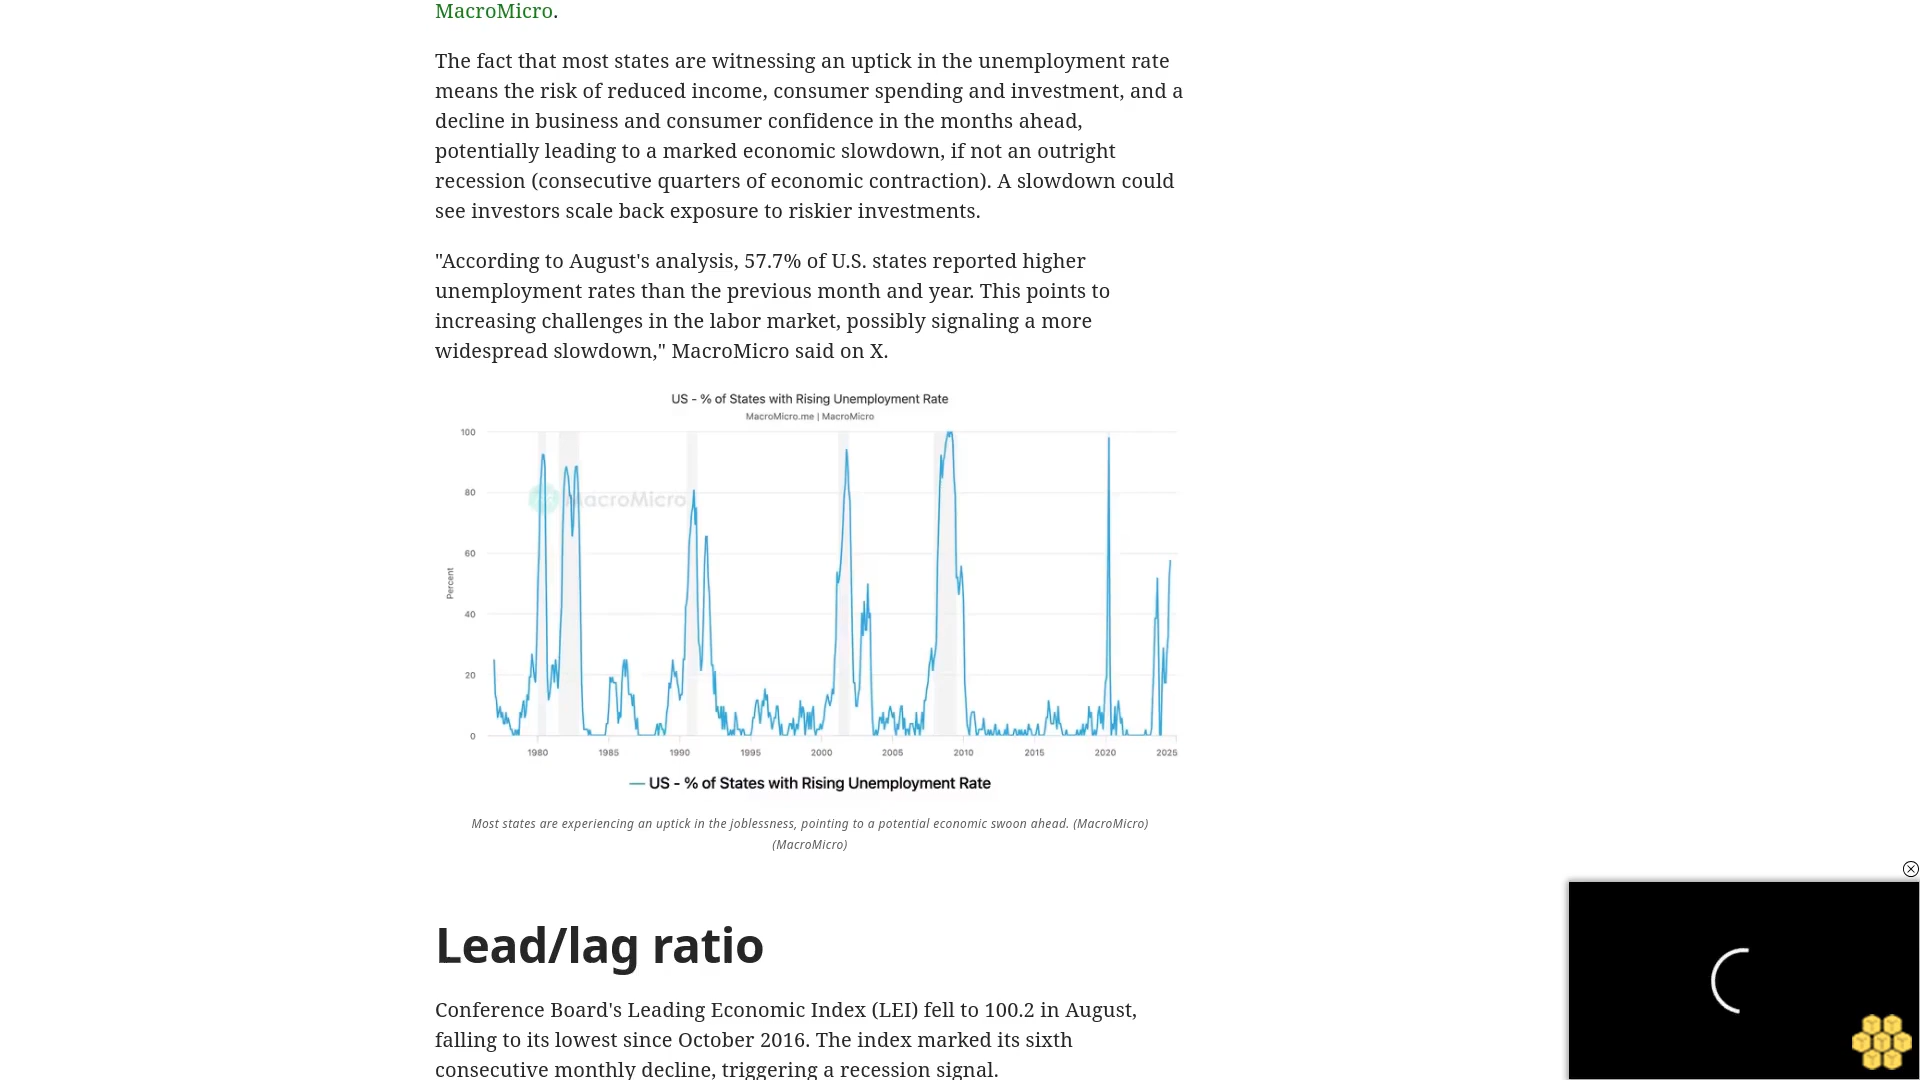 MacroMicro.
The fact that most states are witnessing an uptick in the unemployment rate
means the risk of reduced income, consumer spending and investment, and a
decline in business and consumer confidence in the months ahead,
potentially leading to a marked economic slowdown, if not an outright
recession (consecutive quarters of economic contraction). A slowdown could
see investors scale back exposure to riskier investments.
"According to August's analysis, 57.7% of U.S. states reported higher
unemployment rates than the previous month and year. This points to
increasing challenges in the labor market, possibly signaling a more
widespread slowdown," MacroMicro said on X.
US - % of States with Rising Unemployment Rate
MacroMicro.me | MacroMicro
100
80
60
40
20
0
Percent
MacroMicro
1980 1985 1990 1995 2000 2005 2010 2015 2020 2025
US - % of States with Rising Unemployment Rate
Most states are experiencing an uptick in the joblessness, pointing to a potential economic swoon ahead. (MacroMicro)
(MacroMicro)
Lead/lag ratio
Conference Board's Leading Economic Index (LEI) fell to 100.2 in August,
falling to its lowest since October 2016. The index marked its sixth
consecutive monthly decline, triggering a recession signal.